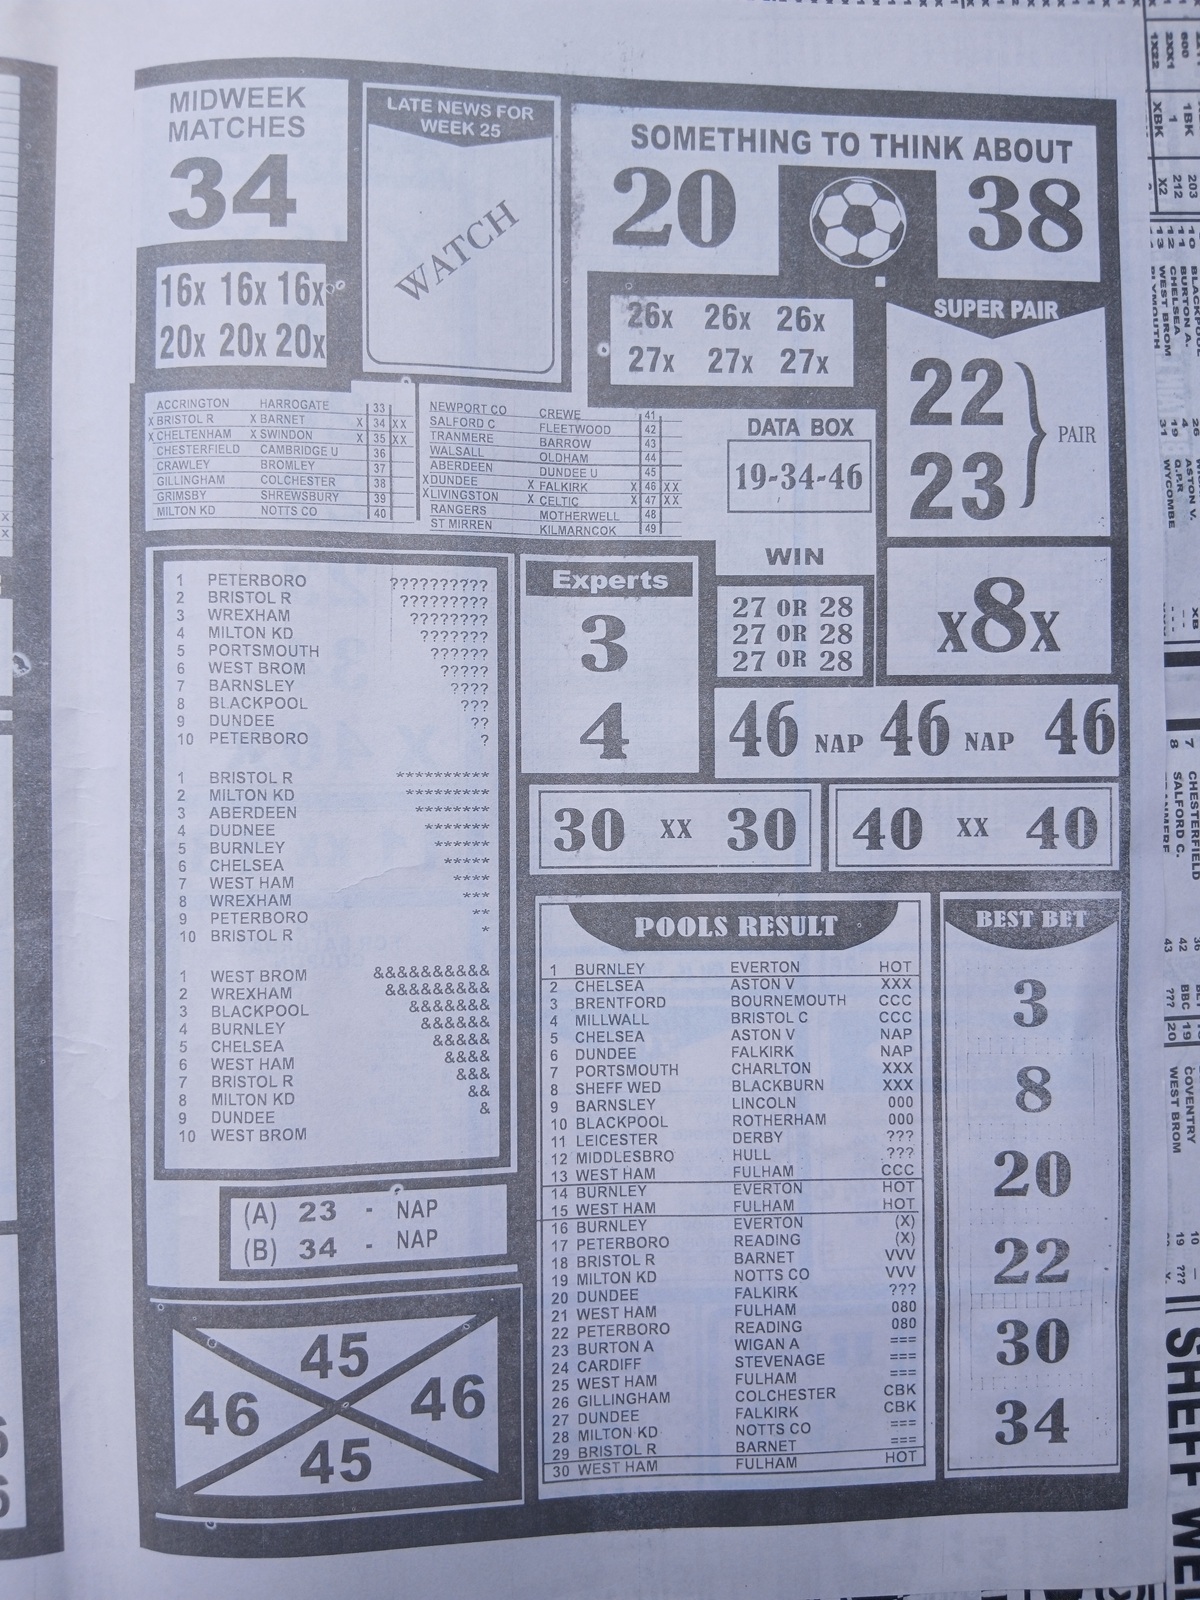 MIDWEEK
MATCHES
34
16x 16x 16x
20x 20x 20x
LATE NEWS FOR
WEEK 25
WATCH
SOMETHING TO THINK ABOUT
20 38
26x 26x 26x
27x 27x 27x
SUPER PAIR
22
23
PAIR
ACCRINGTON HARROGATE 33
X BRISTOL R X BARNET X 34 XX
X CHELTENHAM X SWINDON X 35 XX
CHESTERFIELD CAMBRIDGE U 36
CRAWLEY BROMLEY 37
GILLINGHAM COLCHESTER 38
GRIMSBY SHREWSBURY 39
MILTON KD NOTTS CO 40
NEWPORT CO CREWE 41
SALFORD C FLEETWOOD 42
TRANMERE BARROW 43
WALSALL OLDHAM 44
ABERDEEN DUNDEE U 45
X DUNDEE X FALKIRK X 46 XX
X LIVINGSTON X CELTIC X 47 XX
RANGERS MOTHERWELL 48
ST MIRREN KILMARNCOK 49
DATA BOX
19-34-46
WIN
27 OR 28
27 OR 28
27 OR 28
x8x
Experts
3
4
46 NAP 46 NAP 46
30 xx 30
40 xx 40
1 PETERBORO ??????????
2 BRISTOL R ?????????
3 WREXHAM ????????
4 MILTON KD ???????
5 PORTSMOUTH ??????
6 WEST BROM ?????
7 BARNSLEY ????
8 BLACKPOOL ???
9 DUNDEE ??
10 PETERBORO ?
1 BRISTOL R **********
2 MILTON KD *********
3 ABERDEEN ********
4 DUDNEE *******
5 BURNLEY ******
6 CHELSEA *****
7 WEST HAM ****
8 WREXHAM ***
9 PETERBORO **
10 BRISTOL R *
1 WEST BROM &&&&&&&&&&
2 WREXHAM &&&&&&&&&
3 BLACKPOOL &&&&&&&
4 BURNLEY &&&&&&
5 CHELSEA &&&&&
6 WEST HAM &&&&
7 BRISTOL R &&&
8 MILTON KD &&
9 DUNDEE &
10 WEST BROM
(A) 23 - NAP
(B) 34 - NAP
45
46 46
45
POOLS RESULT
1 BURNLEY EVERTON HOT
2 CHELSEA ASTON V XXX
3 BRENTFORD BOURNEMOUTH CCC
4 MILLWALL BRISTOL C CCC
5 CHELSEA ASTON V NAP
6 DUNDEE FALKIRK NAP
7 PORTSMOUTH CHARLTON XXX
8 SHEFF WED BLACKBURN XXX
9 BARNSLEY LINCOLN 000
10 BLACKPOOL ROTHERHAM 000
11 LEICESTER DERBY ???
12 MIDDLESBRO HULL ???
13 WEST HAM FULHAM CCC
14 BURNLEY EVERTON HOT
15 WEST HAM FULHAM HOT
16 BURNLEY EVERTON (X)
17 PETERBORO READING (X)
18 BRISTOL R BARNET VVV
19 MILTON KD NOTTS CO VVV
20 DUNDEE FALKIRK ???
21 WEST HAM FULHAM 080
22 PETERBORO READING 080
23 BURTON A WIGAN A ===
24 CARDIFF STEVENAGE ===
25 WEST HAM FULHAM ===
26 GILLINGHAM COLCHESTER CBK
27 DUNDEE FALKIRK CBK
28 MILTON KD NOTTS CO ===
29 BRISTOL R BARNET ===
30 WEST HAM FULHAM HOT
BEST BET
3
8
20
22
30
34
SHEFF WE